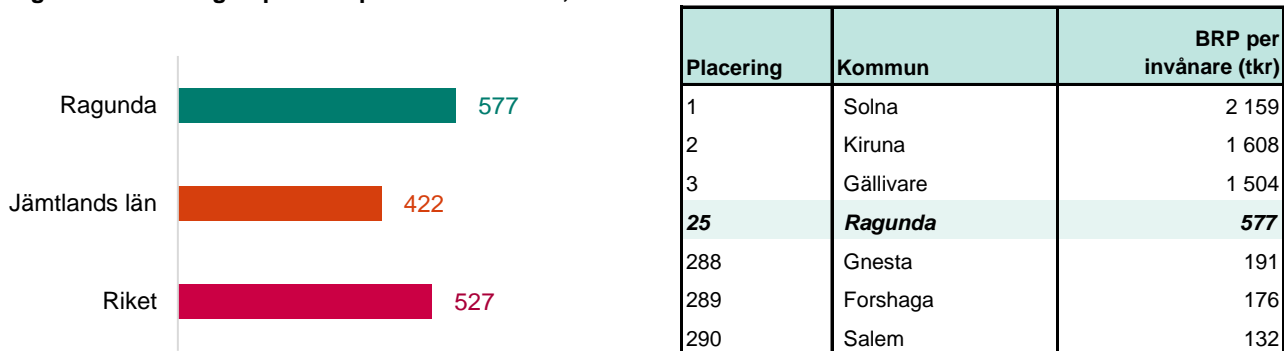 Ragunda 577
Jämtlands län 422
Riket 527
Placering Kommun BRP per invånare (tkr)
1 Solna 2 159
2 Kiruna 1 608
3 Gällivare 1 504
25 Ragunda 577
288 Gnesta 191
289 Forshaga 176
290 Salem 132